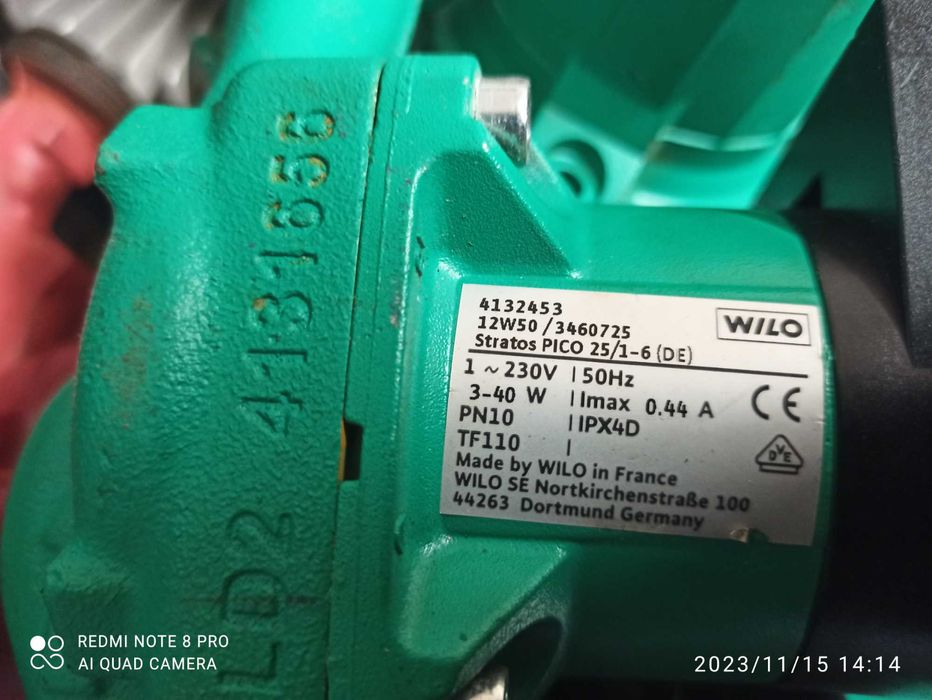 LD2 4131656
4132453
12W50/3460725
Stratos PICO 25/1-6 (DE)
WILO
1 ~ 230V | 50Hz
3-40 W | Imax 0.44 A
PN10 | IPX4D
TF110 |
CE
DVE
Made by WILO in France
WILO SE Nortkirchenstraße 100
44263 Dortmund Germany
REDMI NOTE 8 PRO
AI QUAD CAMERA
2023/11/15 14:14